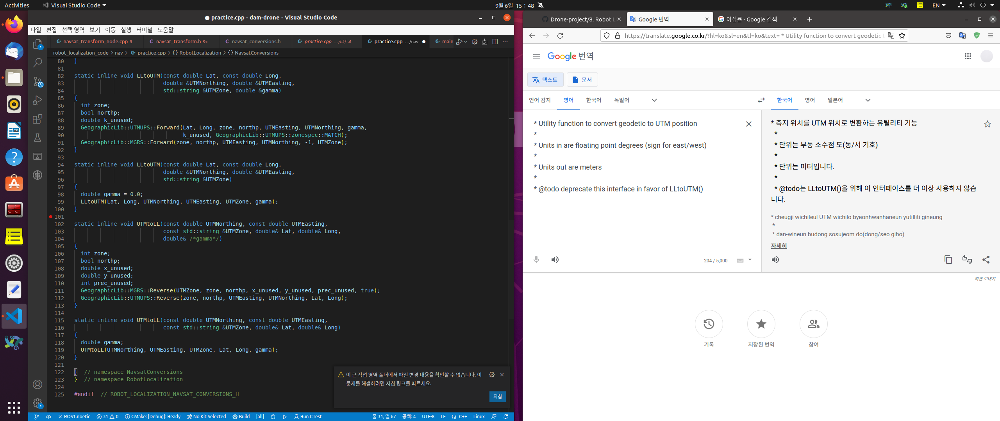 Activities
Visual Studio Code
9월 6일 15 : 48
EN
● practice.cpp - dam-drone - Visual Studio Code
파일 편집 선택 영역 보기 이동 실행 터미널 도움말
navsat_transform_node.cpp 3
navsat_transform.h 9+
navsat_conversions.h
practice.cpp .../ekf 4
practice.cpp .../nav
main
robot_localization_code > nav > practice.cpp > {} RobotLocalization > {} NavsatConversions
80 }
81
82 static inline void LLtoUTM(const double Lat, const double Long,
83 double &UTMNorthing, double &UTMEasting,
84 std::string &UTMZone, double &gamma)
85 {
86 int zone;
87 bool northp;
88 double k_unused;
89 GeographicLib::UTMUPS::Forward(Lat, Long, zone, northp, UTMEasting, UTMNorthing, gamma,
90 k_unused, GeographicLib::UTMUPS::zonespec::MATCH);
91 GeographicLib::MGRS::Forward(zone, northp, UTMEasting, UTMNorthing, -1, UTMZone);
92 }
93
94 static inline void LLtoUTM(const double Lat, const double Long,
95 double &UTMNorthing, double &UTMEasting,
96 std::string &UTMZone)
97 {
98 double gamma = 0.0;
99 LLtoUTM(Lat, Long, UTMNorthing, UTMEasting, UTMZone, gamma);
100 }
101
102 static inline void UTMtoLL(const double UTMNorthing, const double UTMEasting,
103 const std::string &UTMZone, double& Lat, double& Long,
104 double& /*gamma*/)
105 {
106 int zone;
107 bool northp;
108 double x_unused;
109 double y_unused;
110 int prec_unused;
111 GeographicLib::MGRS::Reverse(UTMZone, zone, northp, x_unused, y_unused, prec_unused, true);
112 GeographicLib::UTMUPS::Reverse(zone, northp, UTMEasting, UTMNorthing, Lat, Long);
113 }
114
115 static inline void UTMtoLL(const double UTMNorthing, const double UTMEasting,
116 const std::string &UTMZone, double& Lat, double& Long)
117 {
118 double gamma;
119 UTMtoLL(UTMNorthing, UTMEasting, UTMZone, Lat, Long, gamma);
120 }
121
122 } // namespace NavsatConversions
123 } // namespace RobotLocalization
124
125 #endif // ROBOT_LOCALIZATION_NAVSAT_CONVERSIONS_H
이 큰 작업 영역 폴더에서 파일 변경 내용을 확인할 수 없습니다. 이
문제를 해결하려면 지침 링크를 따르세요.
지침
1
1
ROS1.noetic 31 0 CMake: [Debug]: Ready No Kit Selected Build [all] Run CTest 줄 31, 열 67 공백: 4 UTF-8 LF C++ Linux
Drone-project/8. Robot L
Google 번역
이심률 - Google 검색
https://translate.google.co.kr/?hl=ko&sl=en&tl=ko&text= * Utility function to convert geodetic t
Google 번역
텍스트
문서
언어 감지 영어 한국어 독일어
한국어 영어 일본어
* Utility function to convert geodetic to UTM position
*
* Units in are floating point degrees (sign for east/west)
*
* Units out are meters
*
* @todo deprecate this interface in favor of LLtoUTM()
204 / 5,000
* 측지 위치를 UTM 위치로 변환하는 유틸리티 기능
*
* 단위는 부동 소수점 도(동/서 기호)
*
* 단위는 미터입니다.
*
* @todo는 LLtoUTM()을 위해 이 인터페이스를 더 이상 사용하지 않습
니다.
* cheugji wichileul UTM wichilo byeonhwanhaneun yutilliti gineung
*
* dan-wineun budong sosujeom do(dong/seo giho)
자세히
의견 보내기
기록
저장된 번역
참여